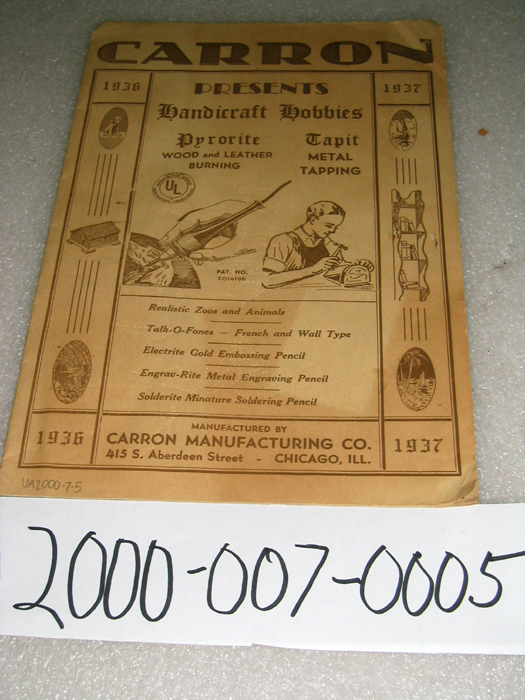 CARRON
1936
PRESENTS
1937
Handicraft Hobbies
Pyrorite
WOOD and LEATHER
BURNING
Tapit
METAL
TAPPING
UL
PAT. NO.
2014196
Realistic Zoos and Animals
Talk-O-Fones — French and Wall Type
Electrite Gold Embossing Pencil
Engrav-Rite Metal Engraving Pencil
Solderite Minature Soldering Pencil
1936
MANUFACTURED BY
CARRON MANUFACTURING CO.
415 S. Aberdeen Street - CHICAGO, ILL.
1937
UA2000-7-5
2000-007-0005